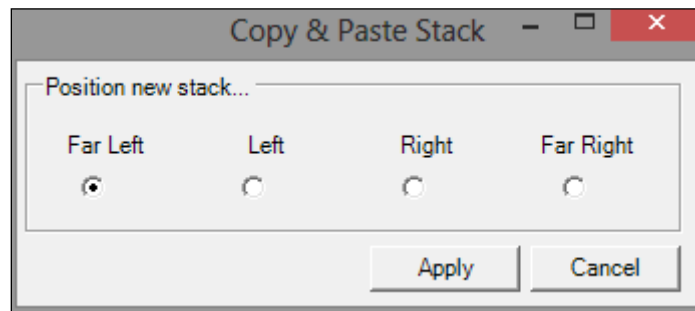 Copy & Paste Stack
Position new stack...
Far Left Left Right Far Right
Apply Cancel